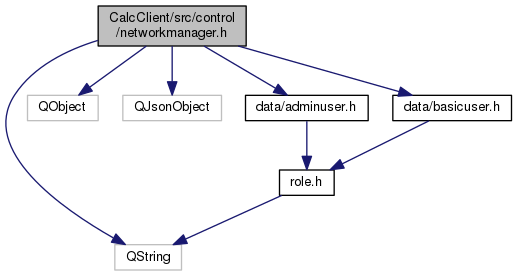 CalcClient/src/control
/networkmanager.h
QObject
QJsonObject
data/adminuser.h
data/basicuser.h
role.h
QString